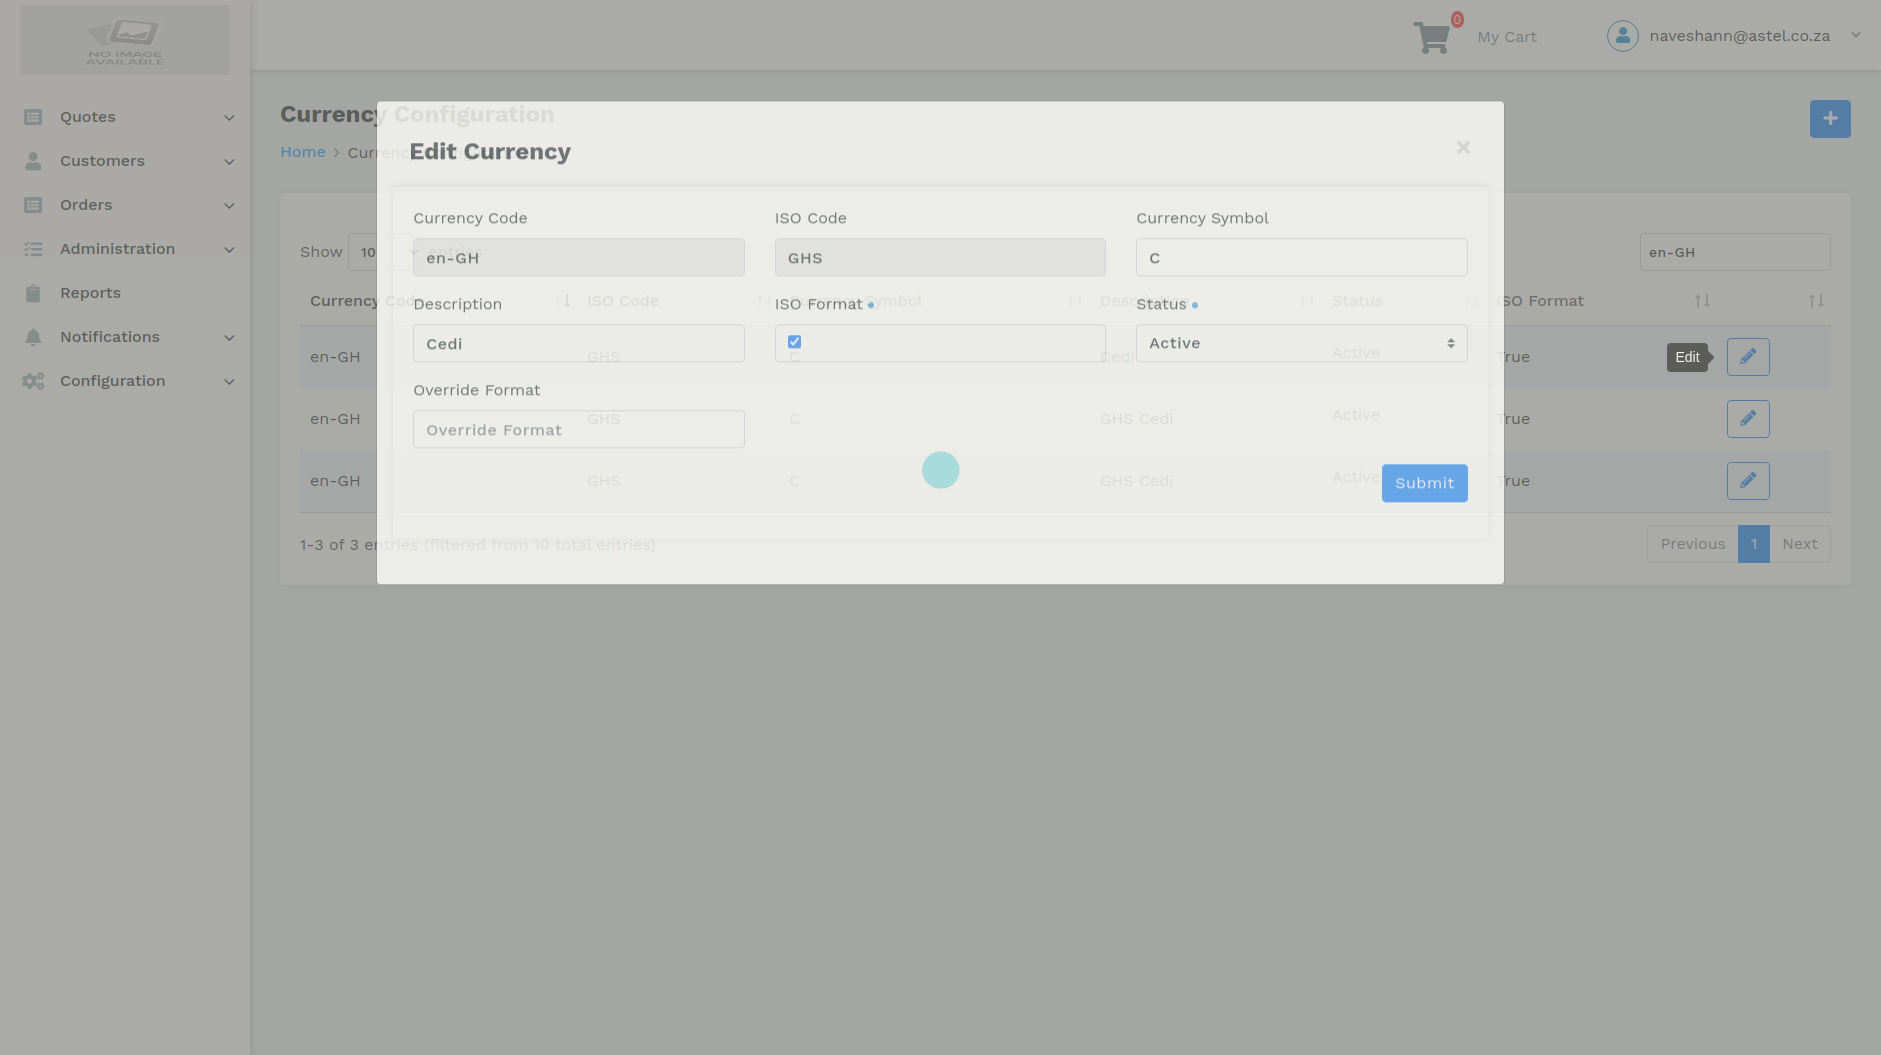 NO IMAGE
AVAILABLE
0
My Cart
naveshann@astel.co.za
Quotes
Customers
Orders
Administration
Reports
Notifications
Configuration
Currency Configuration
Home > Currency Configuration
Edit Currency
×
Currency Code ISO Code Currency Symbol
en-GH GHS C
Description ISO Format Status
Cedi Active
Override Format
Override Format
Submit
Show 10 entries
en-GH
Currency Code ISO Code Currency Symbol Description Status ISO Format
en-GH GHS C Cedi Active True Edit
en-GH GHS C GHS Cedi Active True
en-GH GHS C GHS Cedi Active True
1-3 of 3 entries (filtered from 10 total entries)
Previous 1 Next